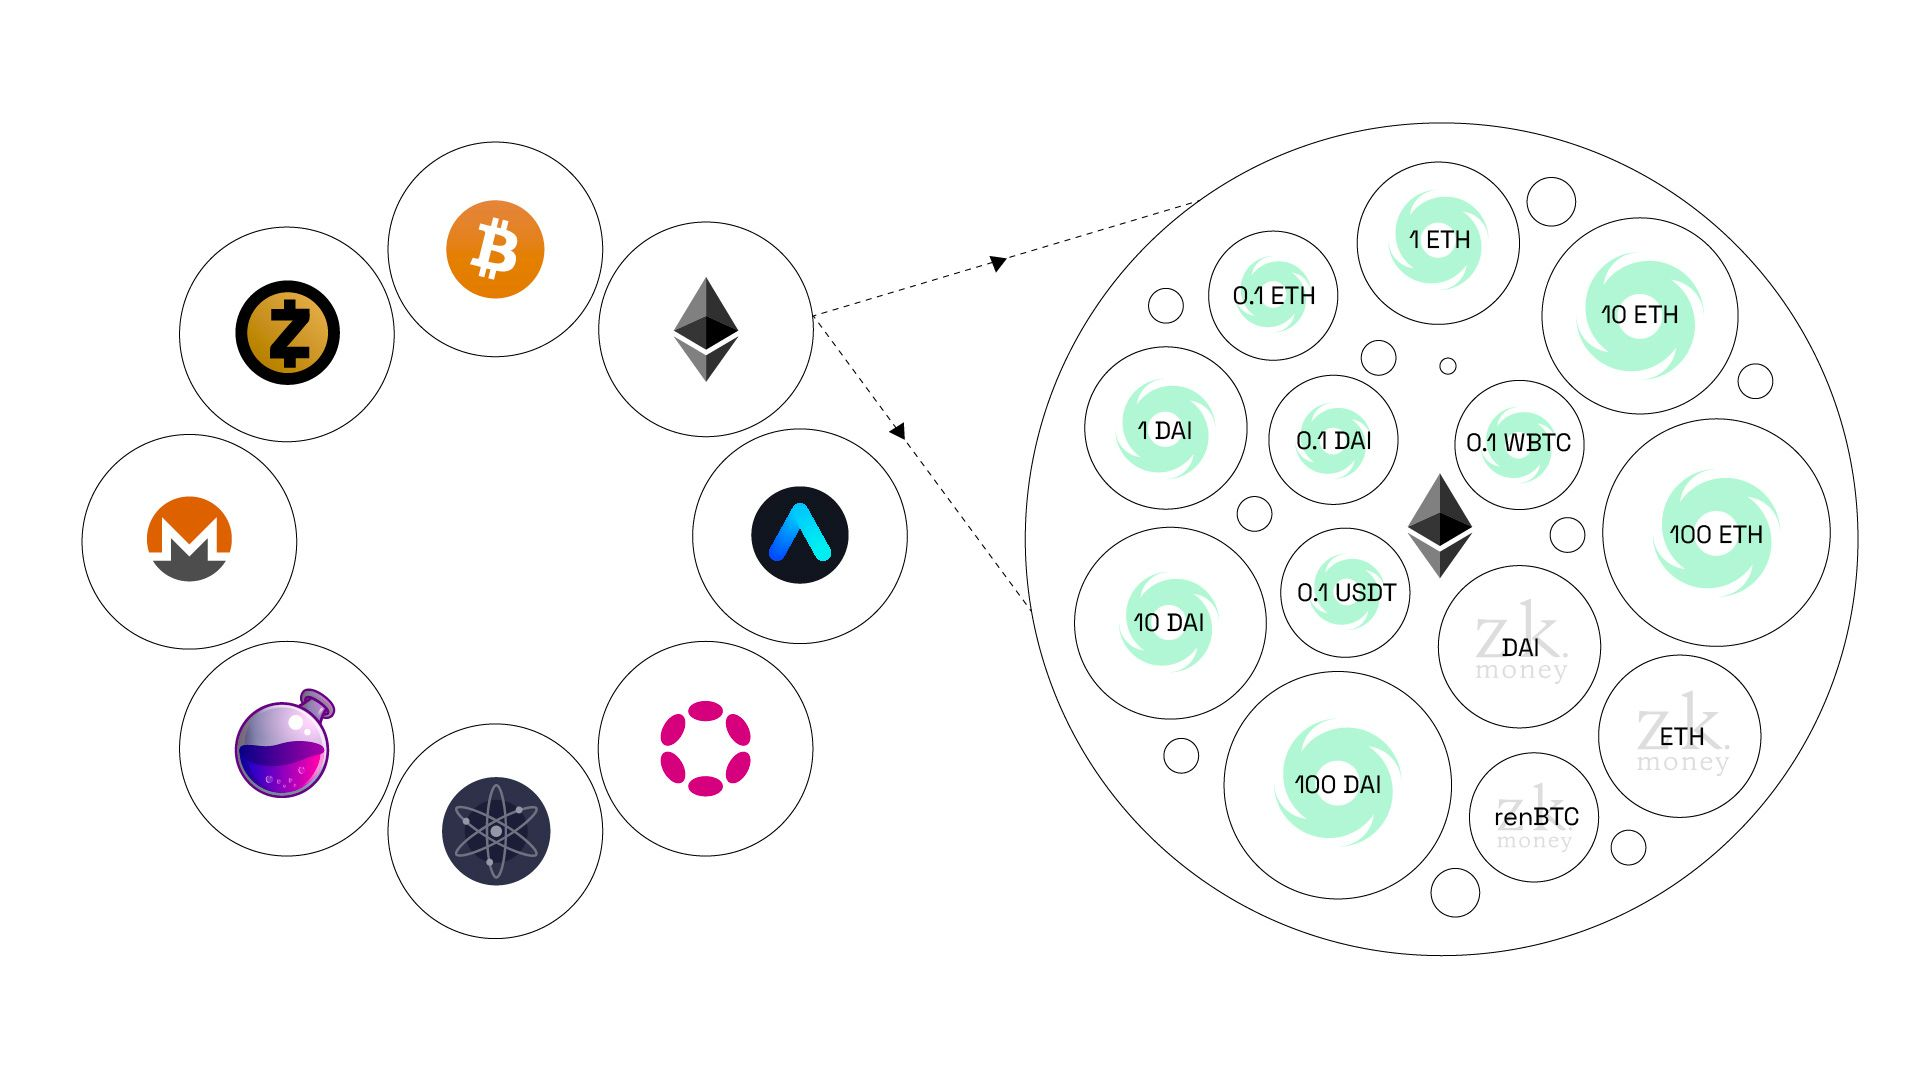 1 ETH
0.1 ETH
10 ETH
1 DAI
0.1 DAI
0.1 WBTC
100 ETH
0.1 USDT
10 DAI
zk.
DAI
money
zk.
ETH
money
100 DAI
zk.
renBTC
money